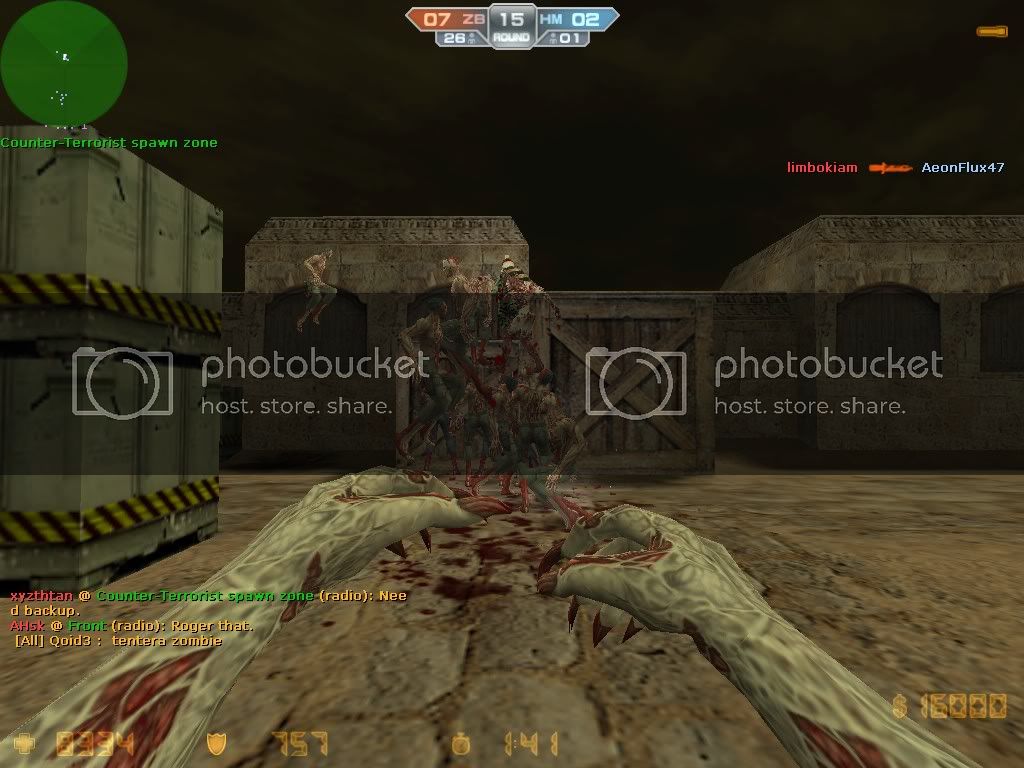 07 ZB 15 HM 02
26 ROUND 01
Counter-Terrorist spawn zone
limbokiam AeonFlux47
photobucket photobucket
host. store. share. host. store. share.
xyzthtan @ Counter-Terrorist spawn zone (radio): Nee
d backup.
AHsk @ Front (radio): Roger that.
[All] Qoid3 : tentera zombie
$ 16000
8334 757 1:41